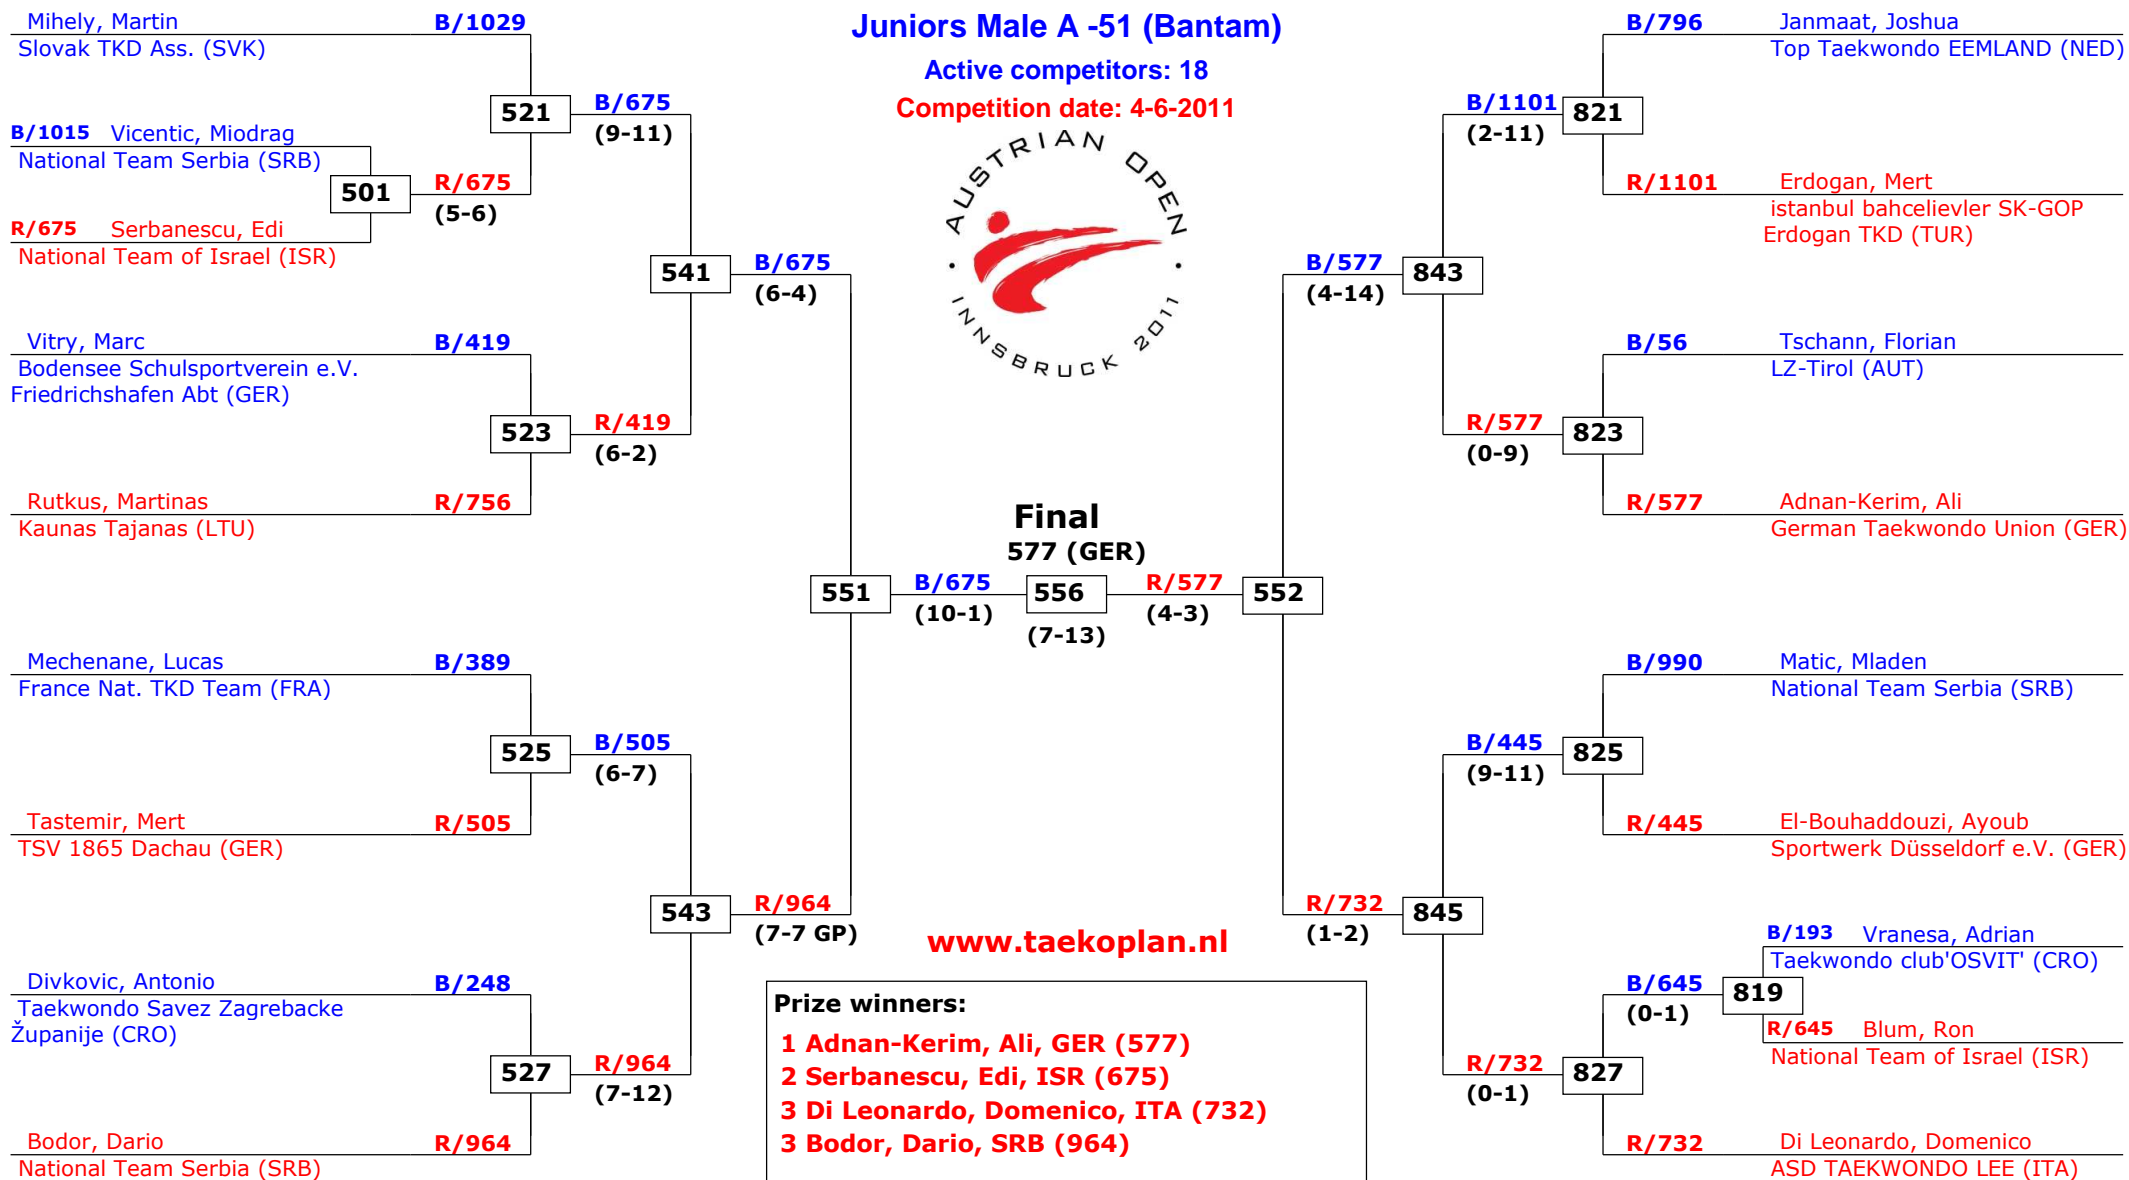 Juniors Male A -51 (Bantam)
Active competitors: 18
Competition date: 4-6-2011
AUSTRIAN OPEN
· INNSBRUCK 2011 ·
Mihely, Martin
B/1029
Slovak TKD Ass. (SVK)
521
B/675
(9-11)
B/1015
Vicentic, Miodrag
National Team Serbia (SRB)
501
R/675
(5-6)
R/675
Serbanescu, Edi
National Team of Israel (ISR)
541
B/675
(6-4)
Vitry, Marc
B/419
Bodensee Schulsportverein e.V.
Friedrichshafen Abt (GER)
523
R/419
(6-2)
Rutkus, Martinas
R/756
Kaunas Tajanas (LTU)
551
B/675
(10-1)
Mechenane, Lucas
B/389
France Nat. TKD Team (FRA)
525
B/505
(6-7)
Tastemir, Mert
R/505
TSV 1865 Dachau (GER)
543
R/964
(7-7 GP)
Divkovic, Antonio
B/248
Taekwondo Savez Zagrebacke
Županije (CRO)
527
R/964
(7-12)
Bodor, Dario
R/964
National Team Serbia (SRB)
Final
577 (GER)
556
(7-13)
R/577
(4-3)
552
B/796
Janmaat, Joshua
Top Taekwondo EEMLAND (NED)
B/1101
(2-11)
821
R/1101
Erdogan, Mert
istanbul bahcelievler SK-GOP
Erdogan TKD (TUR)
B/577
(4-14)
843
B/56
Tschann, Florian
LZ-Tirol (AUT)
R/577
(0-9)
823
R/577
Adnan-Kerim, Ali
German Taekwondo Union (GER)
B/990
Matic, Mladen
National Team Serbia (SRB)
B/445
(9-11)
825
R/445
El-Bouhaddouzi, Ayoub
Sportwerk Düsseldorf e.V. (GER)
R/732
(1-2)
845
B/193
Vranesa, Adrian
Taekwondo club'OSVIT' (CRO)
B/645
(0-1)
819
R/645
Blum, Ron
National Team of Israel (ISR)
R/732
(0-1)
827
R/732
Di Leonardo, Domenico
ASD TAEKWONDO LEE (ITA)
www.taekoplan.nl
Prize winners:
1 Adnan-Kerim, Ali, GER (577)
2 Serbanescu, Edi, ISR (675)
3 Di Leonardo, Domenico, ITA (732)
3 Bodor, Dario, SRB (964)